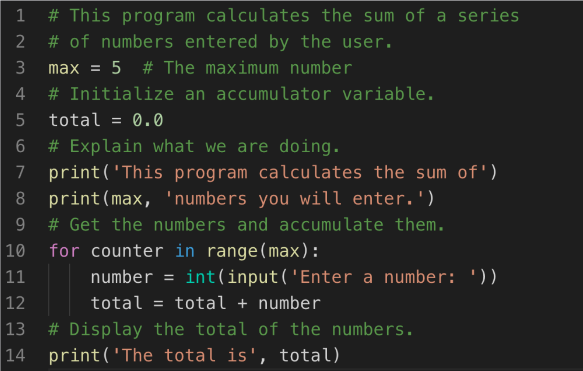 1 # This program calculates the sum of a series
2 # of numbers entered by the user.
3 max = 5  # The maximum number
4 # Initialize an accumulator variable.
5 total = 0.0
6 # Explain what we are doing.
7 print('This program calculates the sum of')
8 print(max, 'numbers you will enter.')
9 # Get the numbers and accumulate them.
10 for counter in range(max):
11     number = int(input('Enter a number: '))
12     total = total + number
13 # Display the total of the numbers.
14 print('The total is', total)